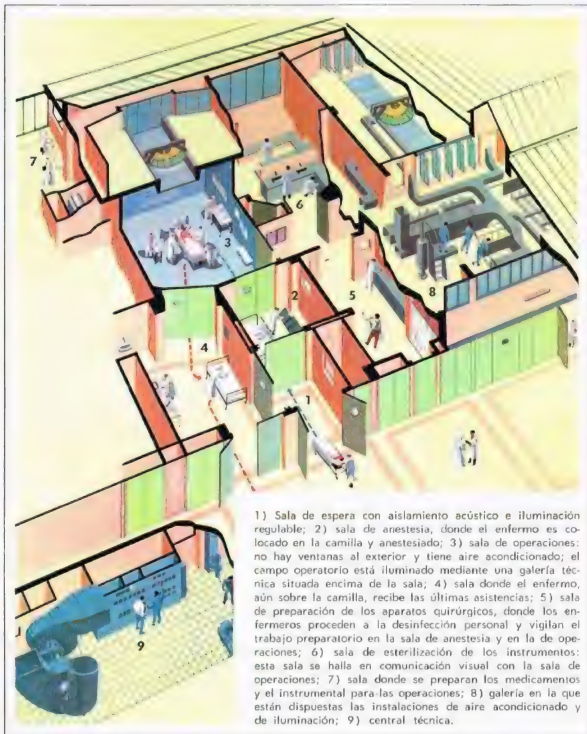 7
3
6
2
5
8
4
1
9
1) Sala de espera con aislamiento acústico e iluminación
regulable; 2) sala de anestesia, donde el enfermo es co-
locado en la camilla y anestesiado; 3) sala de operaciones:
no hay ventanas al exterior y tiene aire acondicionado; el
campo operatorio está iluminado mediante una galería téc-
nica situada encima de la sala; 4) sala donde el enfermo,
aún sobre la camilla, recibe las últimas asistencias; 5) sala
de preparación de los aparatos quirúrgicos, donde los en-
fermeros proceden a la desinfección personal y vigilan el
trabajo preparatorio en la sala de anestesia y en la de ope-
raciones; 6) sala de esterilización de los instrumentos:
esta sala se halla en comunicación visual con la sala de
operaciones; 7) sala donde se preparan los medicamentos
y el instrumental para las operaciones; 8) galería en la que
están dispuestas las instalaciones de aire acondicionado y
de iluminación; 9) central técnica.